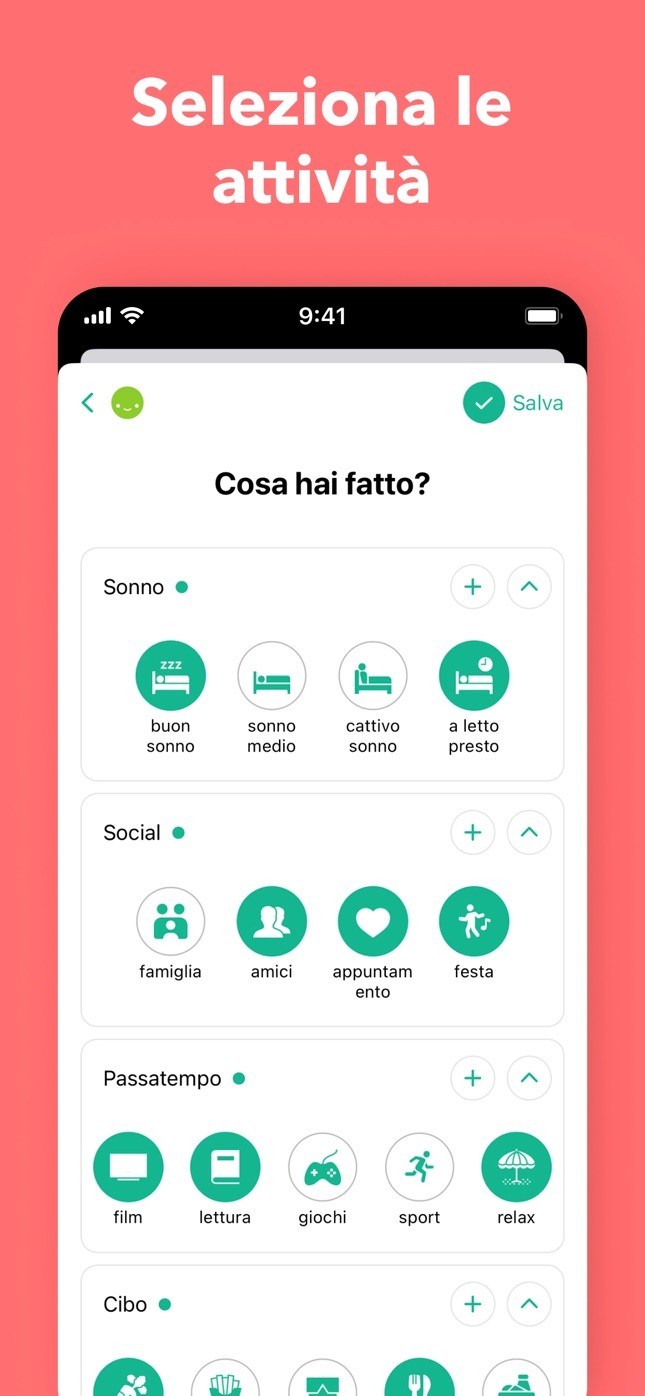 Seleziona le
attività
9:41
Salva
Cosa hai fatto?
Sonno
zzz
buon
sonno
sonno
medio
cattivo
sonno
a letto
presto
Social
famiglia
amici
appuntam
ento
festa
Passatempo
film
lettura
giochi
sport
relax
Cibo